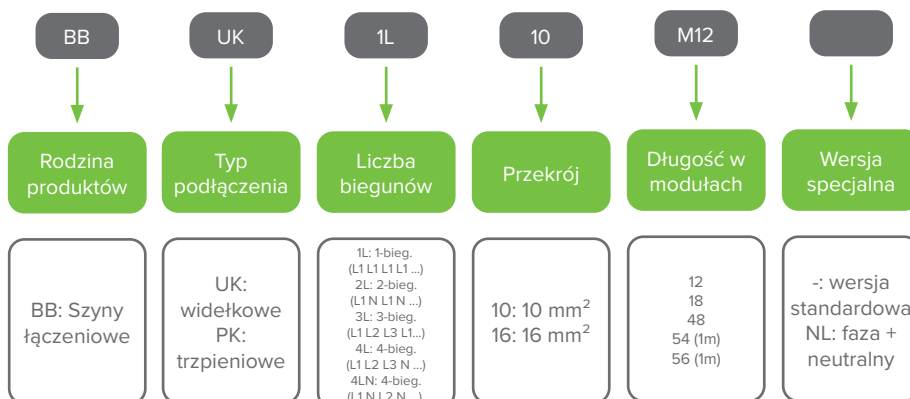 BB
UK
1L
10
M12
Rodzina
produktów
Typ
podłączenia
Liczba
biegunów
Przekrój
Długość w
modułach
Wersja
specjalna
BB: Szyny
łączeniowe
UK:
widełkowe
PK:
trzpieniowe
1L: 1-bieg.
(L1 L1 L1 L1 ...)
2L: 2-bieg.
(L1 N L1 N ...)
3L: 3-bieg.
(L1 L2 L3 L1...)
4L: 4-bieg.
(L1 L2 L3 N ...)
4LN: 4-bieg.
(L1 N L2 N ...)
10: 10 mm²
16: 16 mm²
12
18
48
54 (1m)
56 (1m)
-: wersja
standardowa
NL: faza +
neutralny